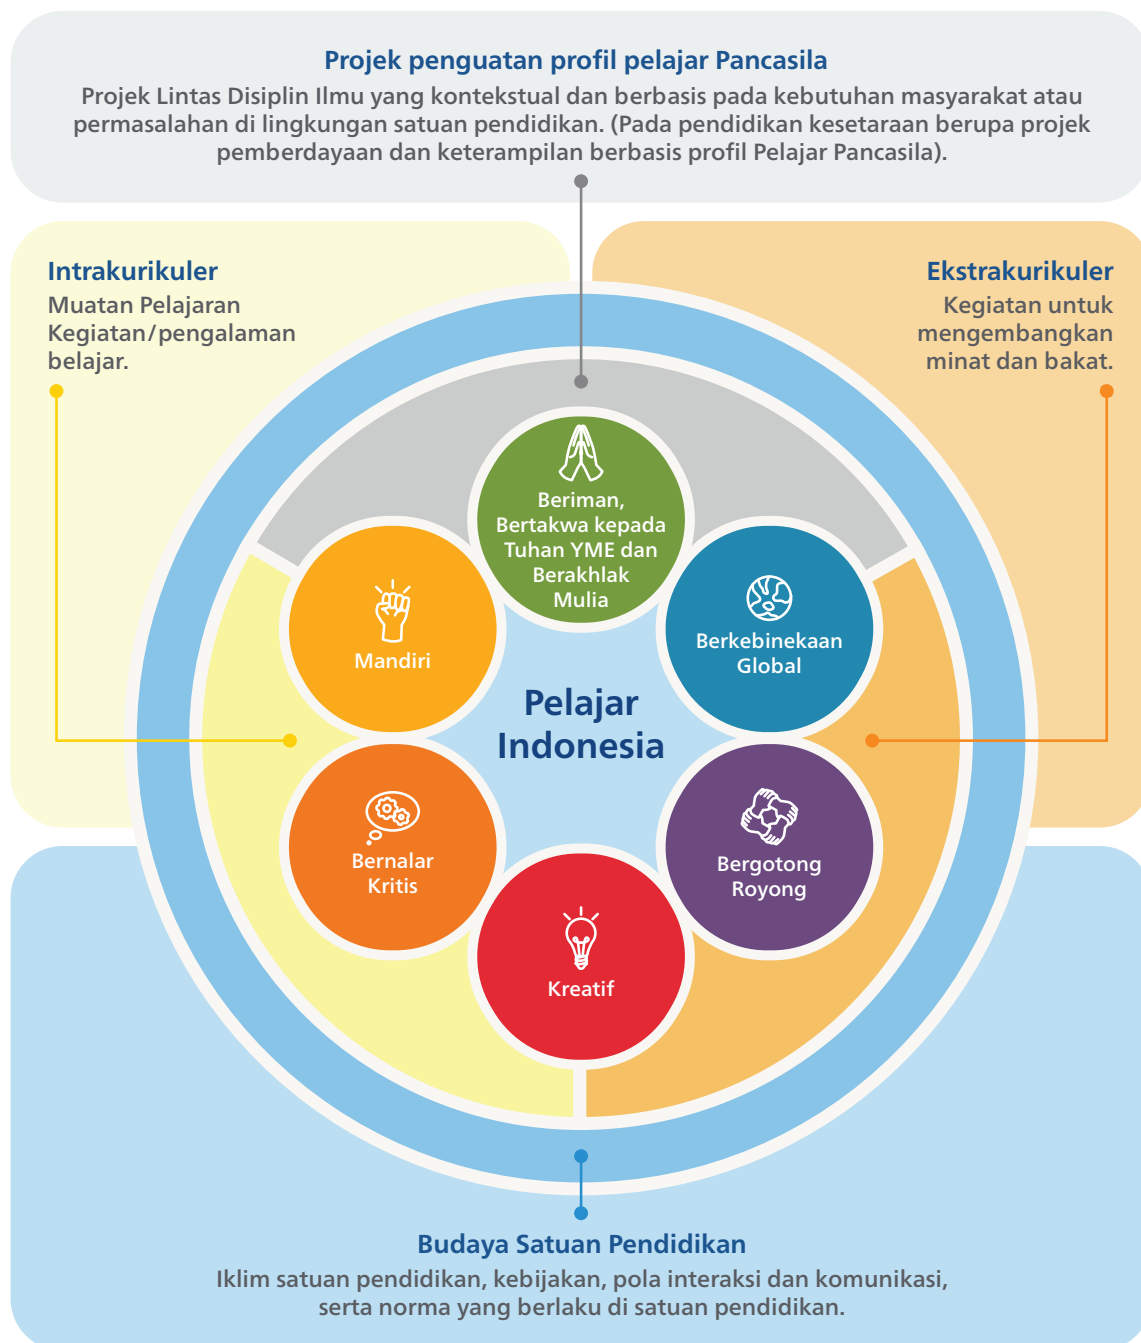 Projek penguatan profil pelajar Pancasila
Projek Lintas Disiplin Ilmu yang kontekstual dan berbasis pada kebutuhan masyarakat atau
permasalahan di lingkungan satuan pendidikan. (Pada pendidikan kesetaraan berupa projek
pemberdayaan dan keterampilan berbasis profil Pelajar Pancasila).
Intrakurikuler
Muatan Pelajaran
Kegiatan/pengalaman
belajar.
Ekstrakurikuler
Kegiatan untuk
mengembangkan
minat dan bakat.
Beriman,
Bertakwa kepada
Tuhan YME dan
Berakhlak
Mulia
Mandiri
Berkebinekaan
Global
Pelajar
Indonesia
Bernalar
Kritis
Bergotong
Royong
Kreatif
Budaya Satuan Pendidikan
Iklim satuan pendidikan, kebijakan, pola interaksi dan komunikasi,
serta norma yang berlaku di satuan pendidikan.